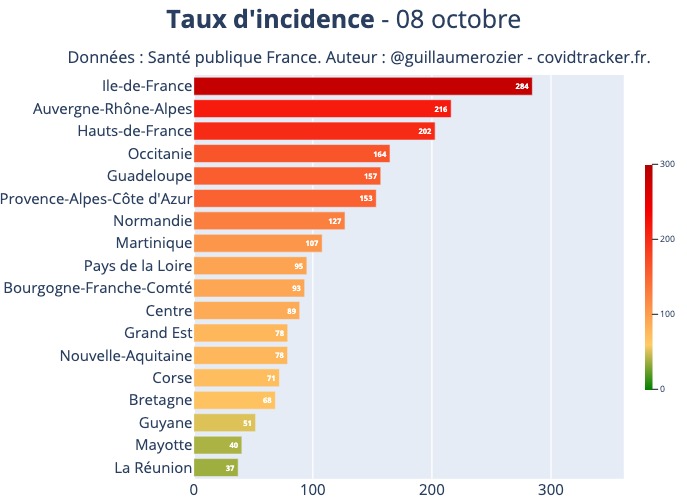 Taux d'incidence - 08 octobre
Données : Santé publique France. Auteur : @guillaumerozier - covidtracker.fr.
Ile-de-France 284
Auvergne-Rhône-Alpes 216
Hauts-de-France 202
Occitanie 164
Guadeloupe 157
Provence-Alpes-Côte d'Azur 153
Normandie 127
Martinique 107
Pays de la Loire 95
Bourgogne-Franche-Comté 93
Centre 89
Grand Est 78
Nouvelle-Aquitaine 78
Corse 71
Bretagne 68
Guyane 51
Mayotte 40
La Réunion 37
0 100 200 300
300
200
100
0